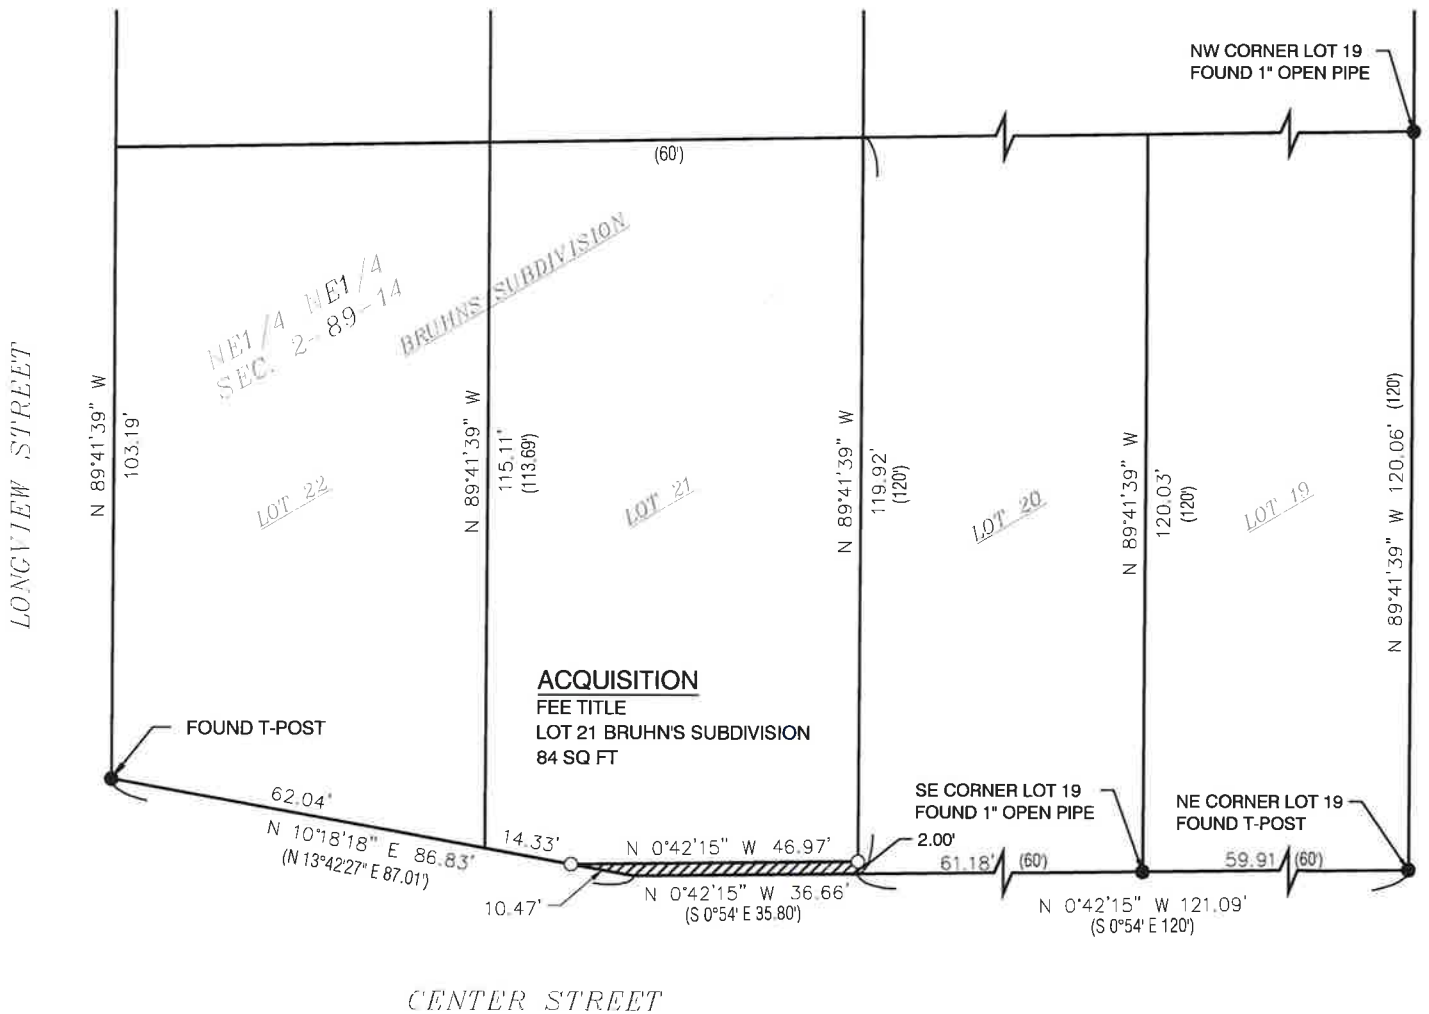 NW CORNER LOT 19
FOUND 1" OPEN PIPE
(60')
NE1/4 NE1/4
SEC. 2-89-14
BRUHNS SUBDIVISION
LONGVIEW STREET
N 89°41'39" W
103.19'
N 89°41'39" W
115.11'
(113.69')
N 89°41'39" W
119.92'
(120')
N 89°41'39" W
120.03'
(120')
N 89°41'39" W 120.06' (120')
LOT 22
LOT 21
LOT 20
LOT 19
ACQUISITION
FEE TITLE
LOT 21 BRUHN'S SUBDIVISION
84 SQ FT
FOUND T-POST
SE CORNER LOT 19
FOUND 1" OPEN PIPE
NE CORNER LOT 19
FOUND T-POST
62.04'
N 10°18'18" E 86.83'
(N 13°42'27" E 87.01')
14.33'
N 0°42'15" W 46.97'
2.00'
61.18' (60')
59.91 (60')
10.47'
N 0°42'15" W 36.66'
(S 0°54' E 35.80')
N 0°42'15" W 121.09'
(S 0°54' E 120')
CENTER STREET